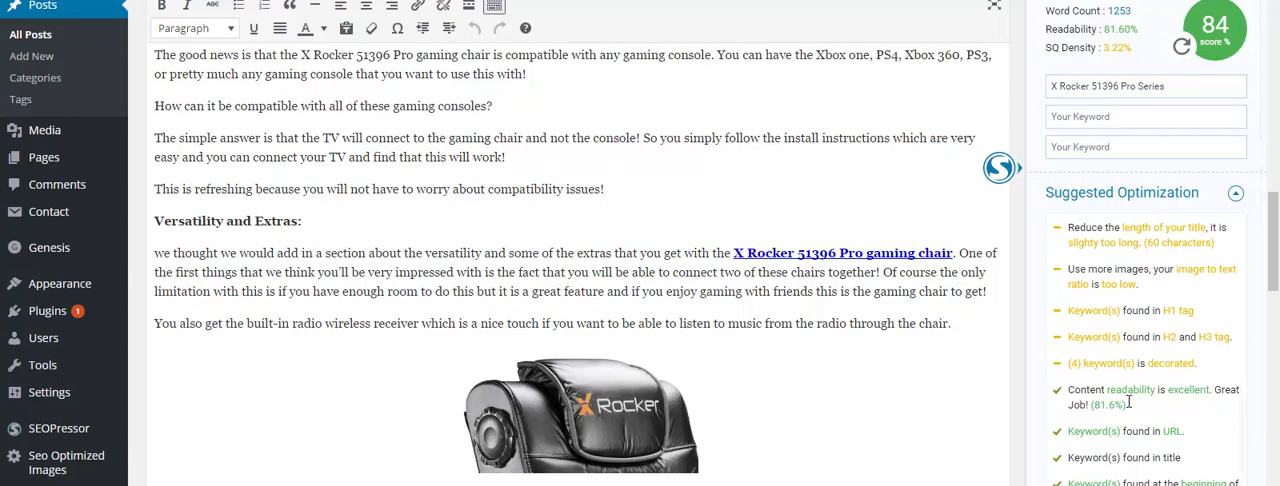 Posts
All Posts
Add New
Categories
Tags
Media
Pages
Comments
Contact
Genesis
Appearance
Plugins 1
Users
Tools
Settings
SEOPressor
Seo Optimized
Images
B I ABC
Paragraph U A Ω ?
The good news is that the X Rocker 51396 Pro gaming chair is compatible with any gaming console. You can have the Xbox one, PS4, Xbox 360, PS3,
or pretty much any gaming console that you want to use this with!
How can it be compatible with all of these gaming consoles?
The simple answer is that the TV will connect to the gaming chair and not the console! So you simply follow the install instructions which are very
easy and you can connect your TV and find that this will work!
This is refreshing because you will not have to worry about compatibility issues!
Versatility and Extras:
we thought we would add in a section about the versatility and some of the extras that you get with the X Rocker 51396 Pro gaming chair. One of
the first things that we think you'll be very impressed with is the fact that you will be able to connect two of these chairs together! Of course the only
limitation with this is if you have enough room to do this but it is a great feature and if you enjoy gaming with friends this is the gaming chair to get!
You also get the built-in radio wireless receiver which is a nice touch if you want to be able to listen to music from the radio through the chair.
X Rocker
S
Word Count : 1253
Readability : 81.60%
SQ Density : 3.22%
84
score %
X Rocker 51396 Pro Series
Your Keyword
Your Keyword
Suggested Optimization
Reduce the length of your title, it is
slighty too long. (60 characters)
Use more images, your image to text
ratio is too low.
Keyword(s) found in H1 tag
Keyword(s) found in H2 and H3 tag.
(4) keyword(s) is decorated.
Content readability is excellent. Great
Job! (81.6%)
Keyword(s) found in URL.
Keyword(s) found in title
Keyword(s) found at the beginning of